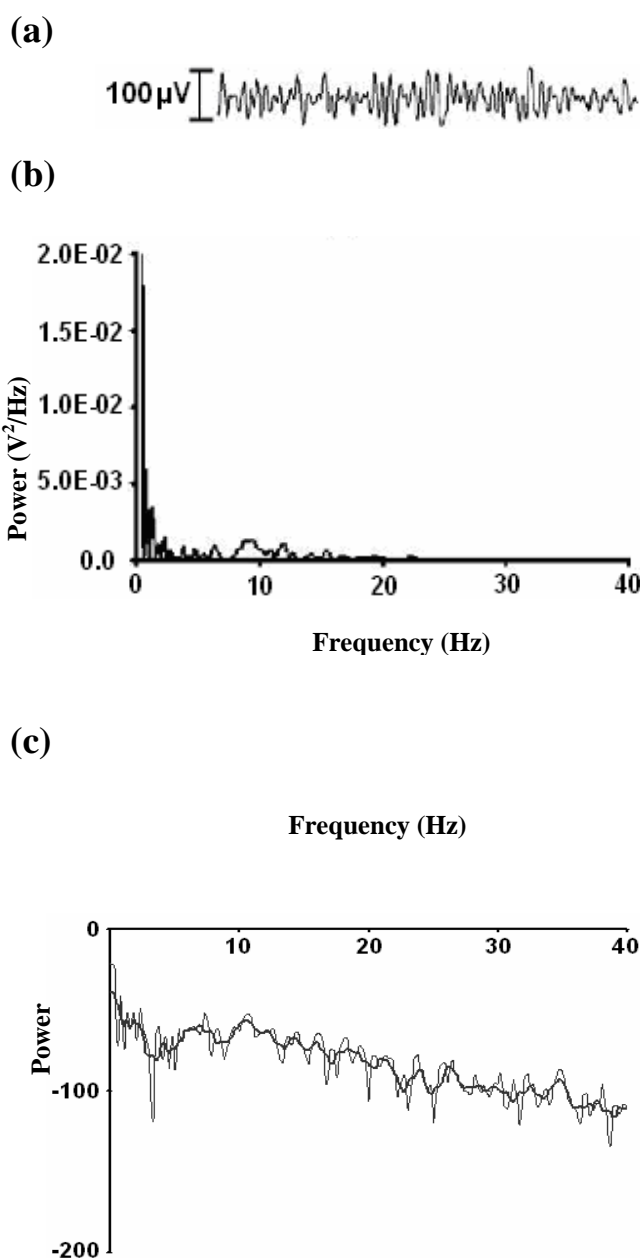 (a)
100μV
(b)
2.0E-02
1.5E-02
1.0E-02
5.0E-03
0.0
Power (V²/Hz)
0 10 20 30 40
Frequency (Hz)
(c)
Frequency (Hz)
0
10 20 30 40
Power
-100
-200